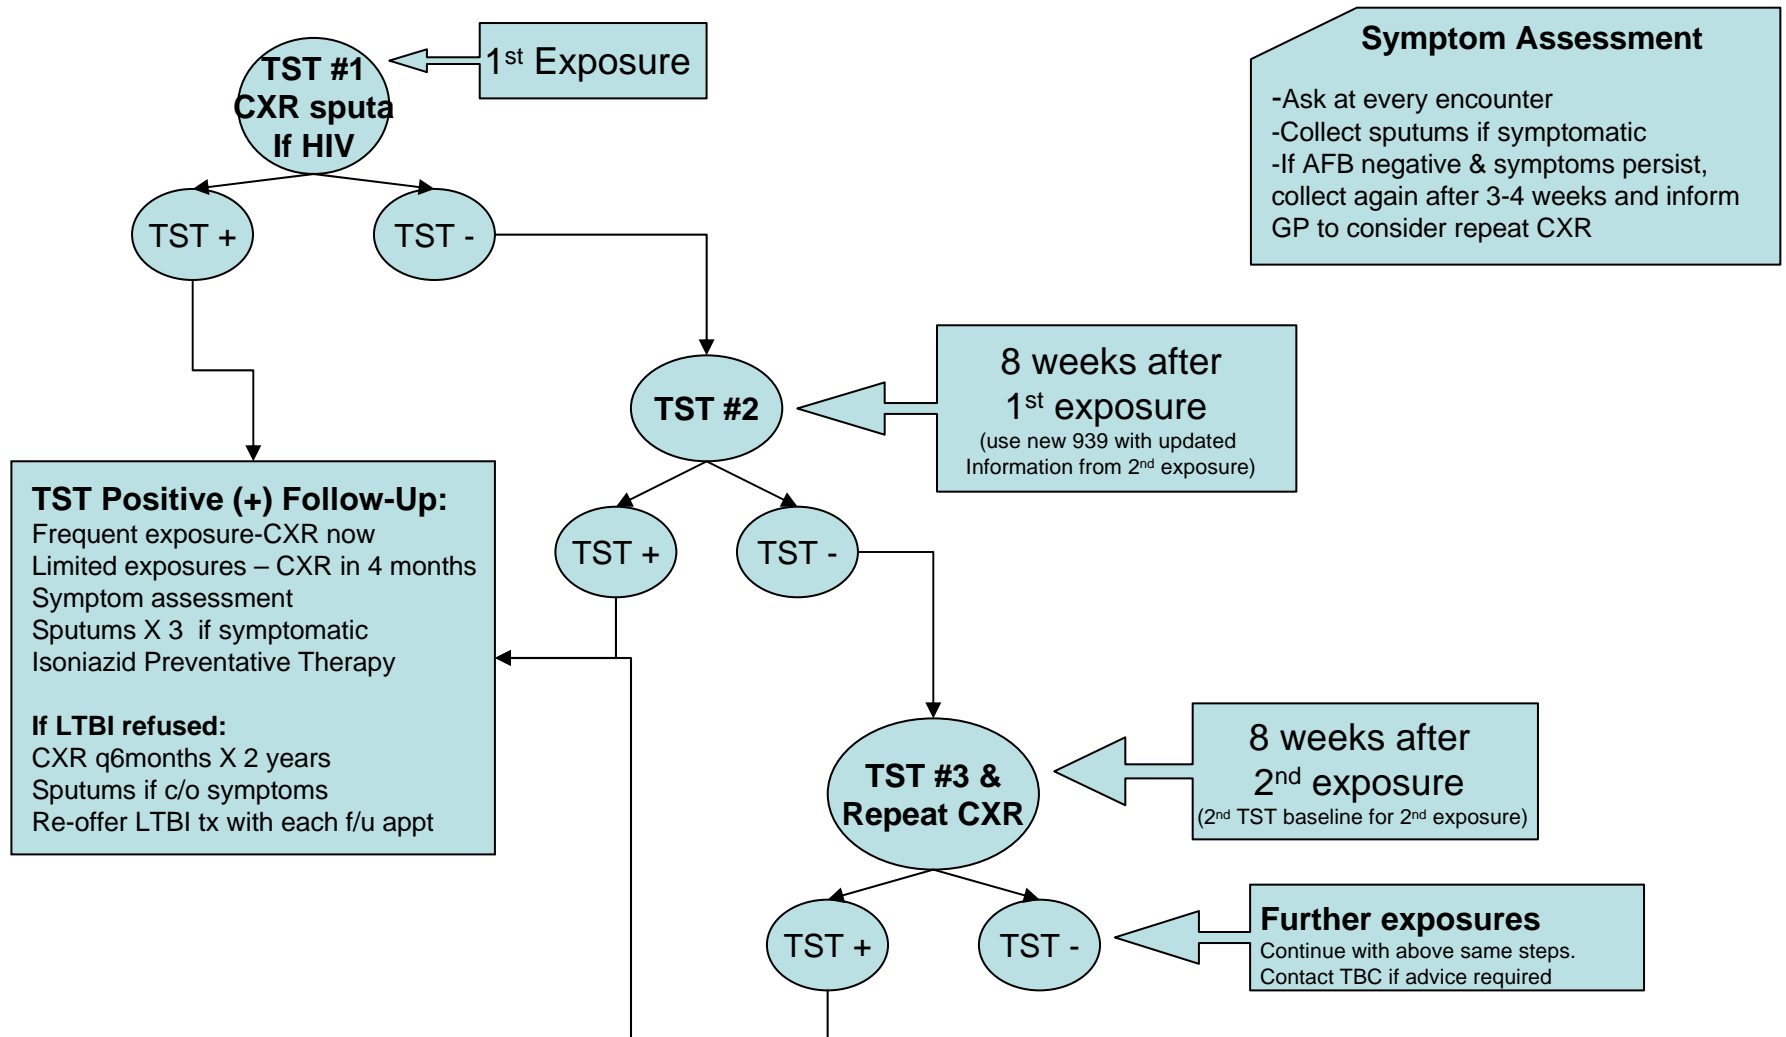 1st Exposure
TST #1
CXR sputa
If HIV
TST +
TST -
Symptom Assessment
-Ask at every encounter
-Collect sputums if symptomatic
-If AFB negative & symptoms persist,
collect again after 3-4 weeks and inform
GP to consider repeat CXR
TST #2
8 weeks after
1st exposure
(use new 939 with updated
Information from 2nd exposure)
TST Positive (+) Follow-Up:
Frequent exposure-CXR now
Limited exposures – CXR in 4 months
Symptom assessment
Sputums X 3 if symptomatic
Isoniazid Preventative Therapy
If LTBI refused:
CXR q6months X 2 years
Sputums if c/o symptoms
Re-offer LTBI tx with each f/u appt
TST +
TST -
TST #3 &
Repeat CXR
8 weeks after
2nd exposure
(2nd TST baseline for 2nd exposure)
TST +
TST -
Further exposures
Continue with above same steps.
Contact TBC if advice required